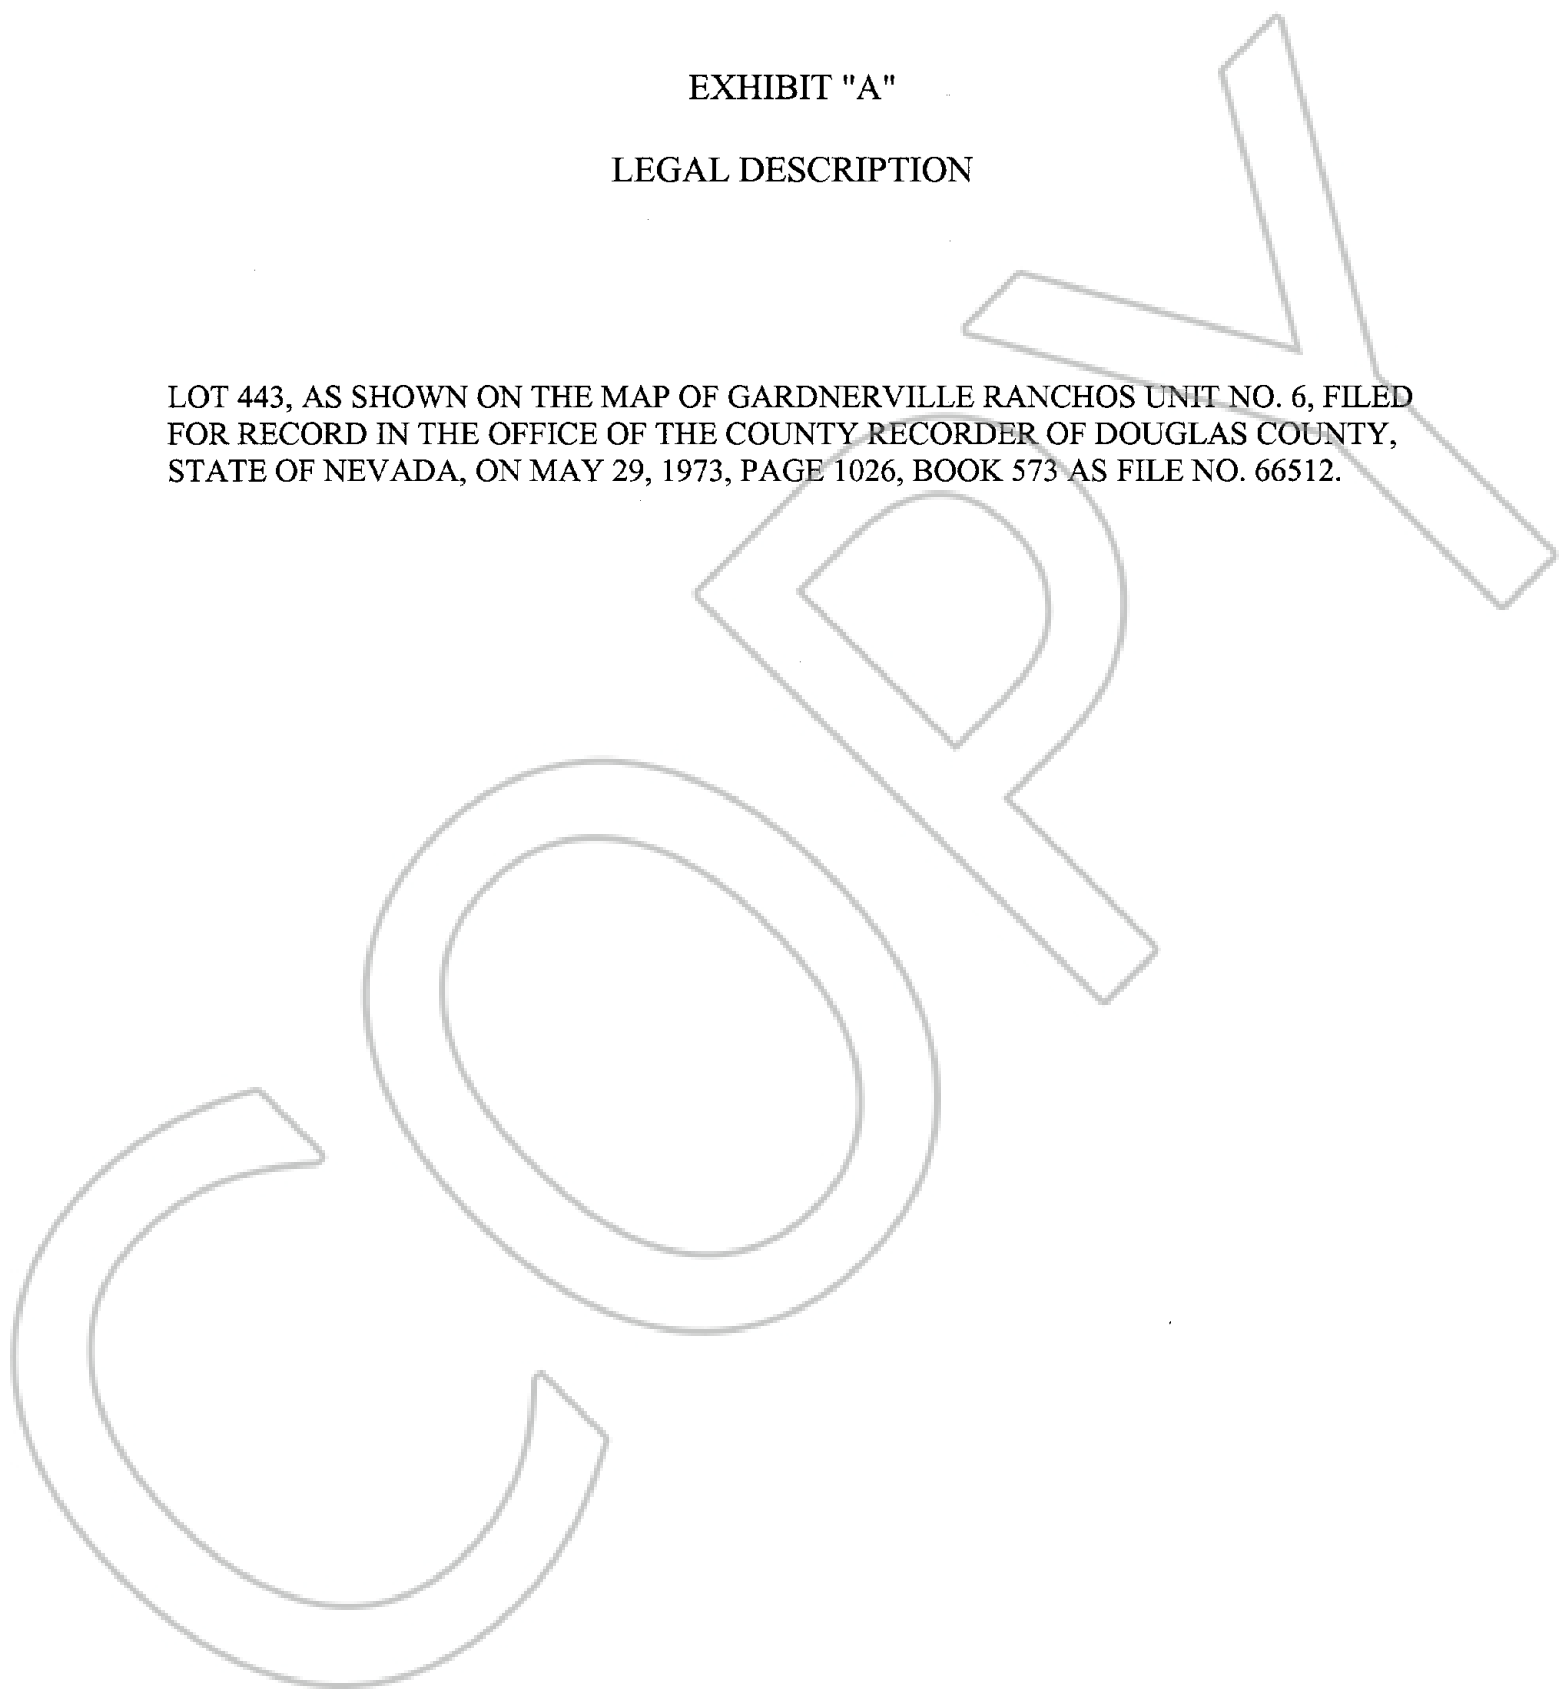 EXHIBIT "A"
LEGAL DESCRIPTION
LOT 443, AS SHOWN ON THE MAP OF GARDNERVILLE RANCHOS UNIT NO. 6, FILED
FOR RECORD IN THE OFFICE OF THE COUNTY RECORDER OF DOUGLAS COUNTY,
STATE OF NEVADA, ON MAY 29, 1973, PAGE 1026, BOOK 573 AS FILE NO. 66512.
COPY